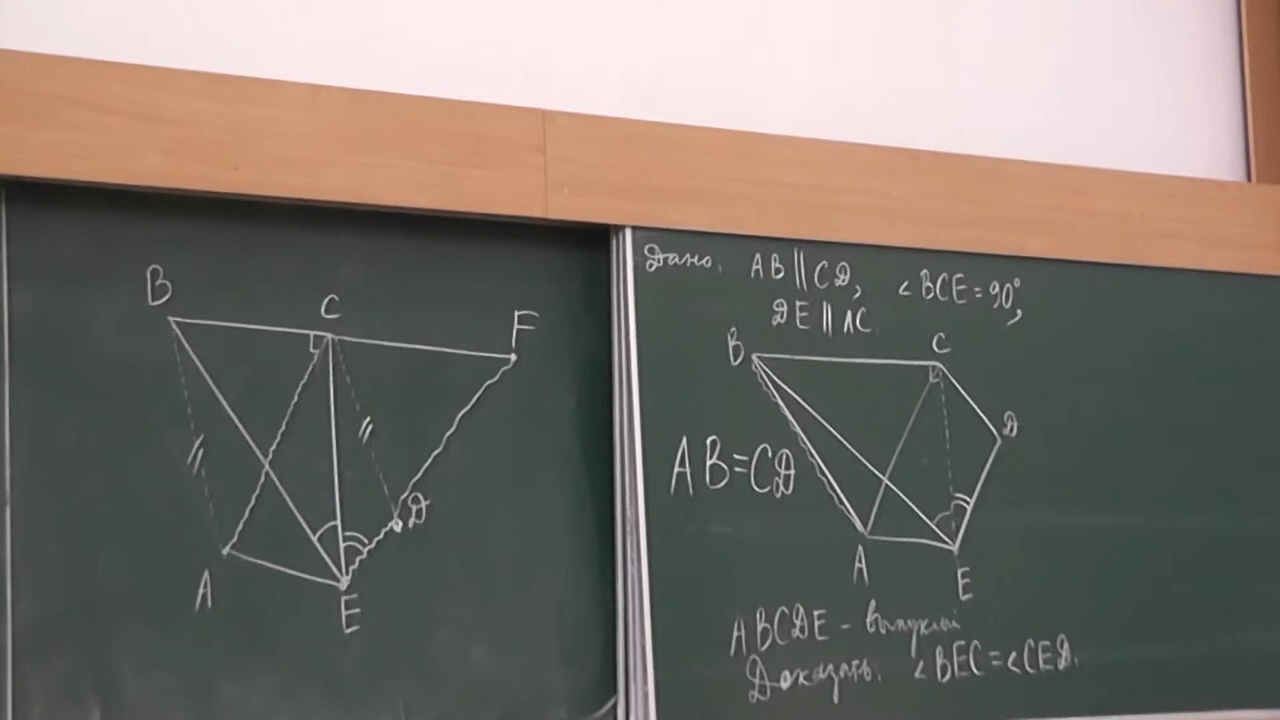 B
C
F
A
E
D
Дано: AB || CD, ∠BCE = 90°,
DE || AC
B
C
D
AB = CD
A
E
ABCDE - выпуклый
Доказать: ∠BEC = ∠CED.